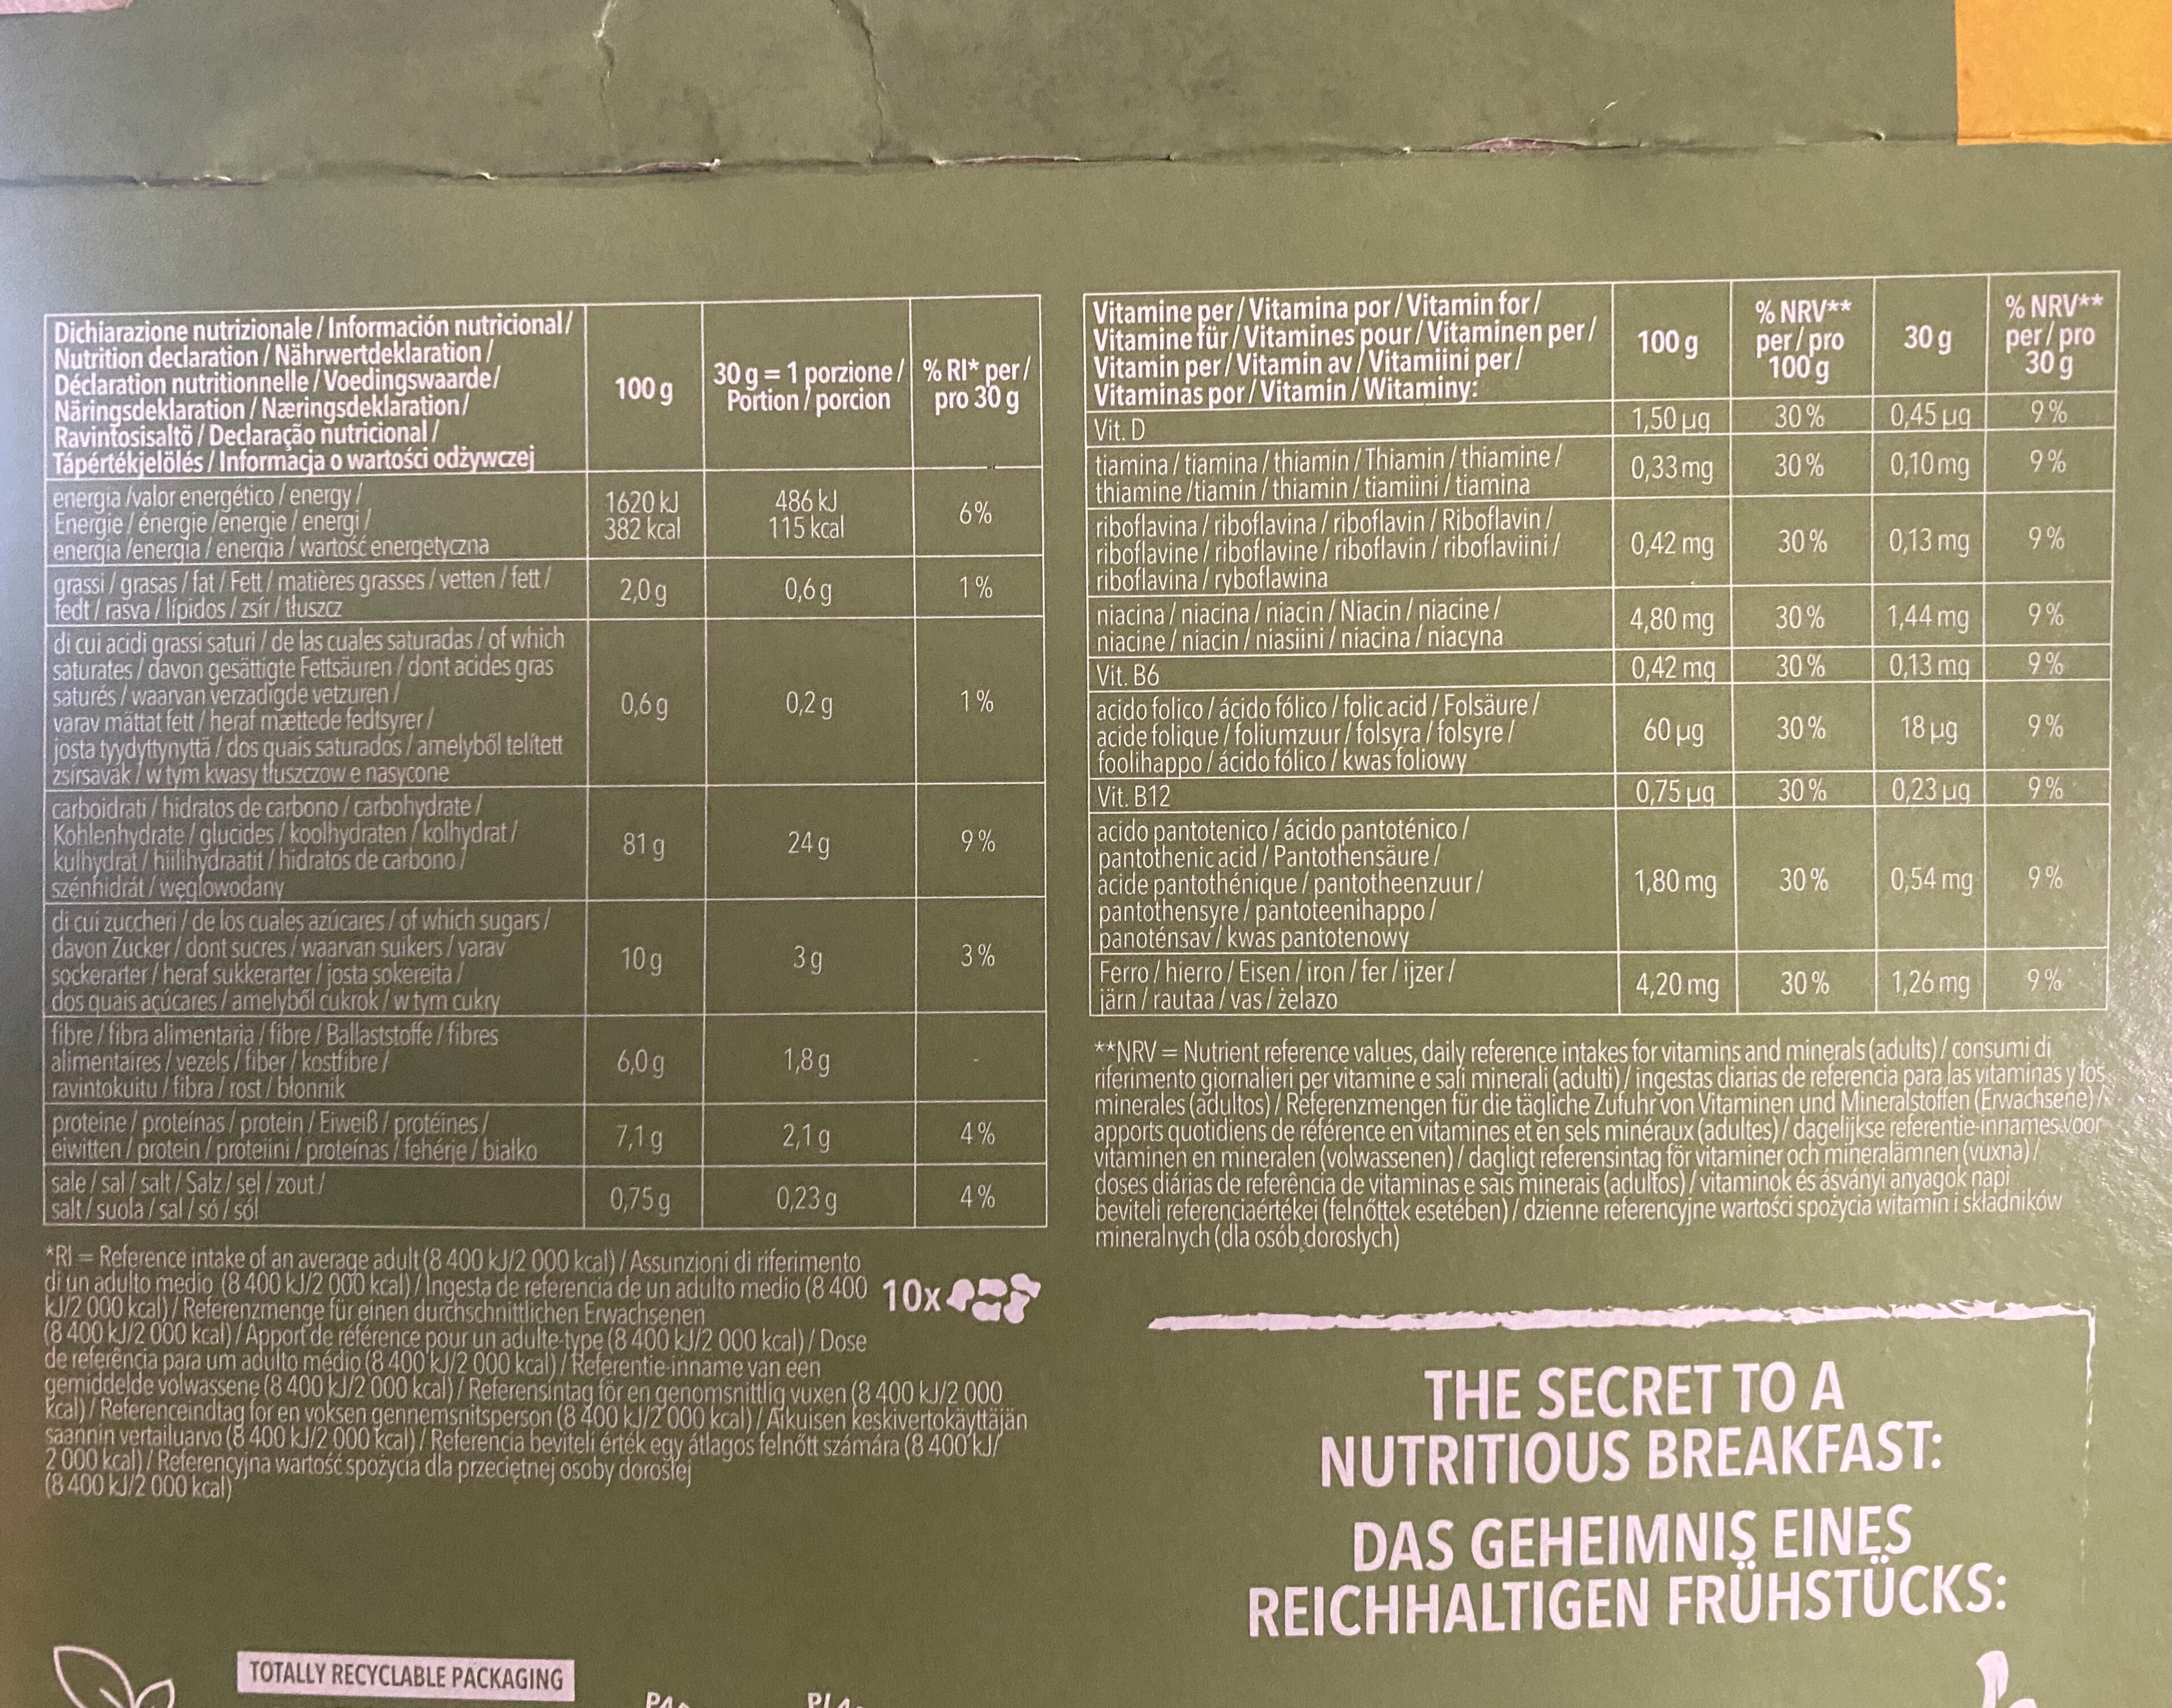 Dichiarazione nutrizionale / Información nutricional /
Nutrition declaration / Nährwertdeklaration /
Déclaration nutritionnelle / Voedingswaarde/
Näringsdeklaration / Næringsdeklaration/
Ravintosisaltö / Declaração nutricional /
Tápértékjelölés / Informacja o wartości odżywczej
100 g
30 g = 1 porzione /
Portion / porcion
% RI* per /
pro 30 g
energia /valor energético / energy /
Energie / énergie /energie / energi /
energia /energia / energia / wartość energetyczna
1620 kJ
382 kcal
486 kJ
115 kcal
6%
grassi / grasas / fat / Fett / matières grasses / vetten / fett /
fedt / rasva / lípidos / zsír / tłuszcz
2,0 g
0,6 g
1 %
di cui acidi grassi saturi / de las cuales saturadas / of which
saturates / davon gesättigte Fettsäuren / dont acides gras
saturés / waarvan verzadigde vetzuren /
varav mättat fett / heraf mættede fedtsyrer /
josta tyydyttynyttä / dos quais saturados / amelyből telített
zsírsavak / w tym kwasy tłuszczow e nasycone
0,6 g
0,2 g
1 %
carboidrati / hidratos de carbono / carbohydrate /
Kohlenhydrate / glucides / koolhydraten / kolhydrat /
kulhydrat / hiilihydraatit / hidratos de carbono /
szénhidrát / węglowodany
81 g
24 g
9 %
di cui zuccheri / de los cuales azúcares / of which sugars /
davon Zucker / dont sucres / waarvan suikers / varav
sockerarter / heraf sukkerarter / josta sokereita /
dos quais açúcares / amelyből cukrok / w tym cukry
10 g
3 g
3 %
fibre / fibra alimentaria / fibre / Ballaststoffe / fibres
alimentaires / vezels / fiber / kostfibre /
ravintokuitu / fibra / rost / błonnik
6,0 g
1,8 g
-
proteine / proteínas / protein / Eiweiß / protéines /
eiwitten / protein / proteiini / proteínas / fehérje / białko
7,1 g
2,1 g
4 %
sale / sal / salt / Salz / sel / zout /
salt / suola / sal / só / sól
0,75 g
0,23 g
4 %
*RI = Reference intake of an average adult (8 400 kJ/2 000 kcal) / Assunzioni di riferimento
di un adulto medio (8 400 kJ/2 000 kcal) / Ingesta de referencia de un adulto medio (8 400
kJ/2 000 kcal) / Referenzmenge für einen durchschnittlichen Erwachsenen
(8 400 kJ/2 000 kcal) / Apport de référence pour un adulte-type (8 400 kJ/2 000 kcal) / Dose
de referência para um adulto médio (8 400 kJ/2 000 kcal) / Referentie-inname van een
gemiddelde volwassene (8 400 kJ/2 000 kcal) / Referensintag för en genomsnittlig vuxen (8 400 kJ/2 000
kcal) / Referenceindtag for en voksen gennemsnitsperson (8 400 kJ/2 000 kcal) / Aikuisen keskivertokäyttäjän
saannin vertailuarvo (8 400 kJ/2 000 kcal) / Referencia beviteli érték egy átlagos felnőtt számára (8 400 kJ/
2 000 kcal) / Referencyjna wartość spożycia dla przeciętnej osoby dorosłej
(8 400 kJ/2 000 kcal)
10x
Vitamine per / Vitamina por / Vitamin for /
Vitamine für / Vitamines pour / Vitaminen per /
Vitamin per / Vitamin av / Vitamiini per /
Vitaminas por / Vitamin / Witaminy:
100 g
% NRV**
per / pro
100 g
30 g
% NRV**
per / pro
30 g
Vit. D
1,50 µg
30 %
0,45 µg
9 %
tiamina / tiamina / thiamin / Thiamin / thiamine /
thiamine /tiamin / thiamin / tiamiini / tiamina
0,33 mg
30 %
0,10 mg
9 %
riboflavina / riboflavina / riboflavin / Riboflavin /
riboflavine / riboflavine / riboflavin / riboflaviini /
riboflavina / ryboflawina
0,42 mg
30 %
0,13 mg
9 %
niacina / niacina / niacin / Niacin / niacine /
niacine / niacin / niasiini / niacina / niacyna
4,80 mg
30 %
1,44 mg
9 %
Vit. B6
0,42 mg
30 %
0,13 mg
9 %
acido folico / ácido fólico / folic acid / Folsäure /
acide folique / foliumzuur / folsyra / folsyre /
foolihappo / ácido fólico / kwas foliowy
60 µg
30 %
18 µg
9 %
Vit. B12
0,75 µg
30 %
0,23 µg
9 %
acido pantotenico / ácido pantoténico /
pantothenic acid / Pantothensäure /
acide pantothénique / pantotheenzuur /
pantothensyre / pantoteenihappo /
panoténsav / kwas pantotenowy
1,80 mg
30 %
0,54 mg
9 %
Ferro / hierro / Eisen / iron / fer / ijzer /
järn / rautaa / vas / żelazo
4,20 mg
30 %
1,26 mg
9 %
**NRV = Nutrient reference values, daily reference intakes for vitamins and minerals (adults) / consumi di
riferimento giornalieri per vitamine e sali minerali (adulti) / ingestas diarias de referencia para las vitaminas y los
minerales (adultos) / Referenzmengen für die tägliche Zufuhr von Vitaminen und Mineralstoffen (Erwachsene) /
apports quotidiens de référence en vitamines et en sels minéraux (adultes) / dagelijkse referentie-innames voor
vitaminen en mineralen (volwassenen) / dagligt referensintag för vitaminer och mineralämnen (vuxna) /
doses diárias de referência de vitaminas e sais minerais (adultos) / vitaminok és ásványi anyagok napi
beviteli referenciaértékei (felnőttek esetében) / dzienne referencyjne wartości spożycia witamin i składników
mineralnych (dla osób dorosłych)
THE SECRET TO A
NUTRITIOUS BREAKFAST:
DAS GEHEIMNIS EINES
REICHHALTIGEN FRÜHSTÜCKS:
TOTALLY RECYCLABLE PACKAGING